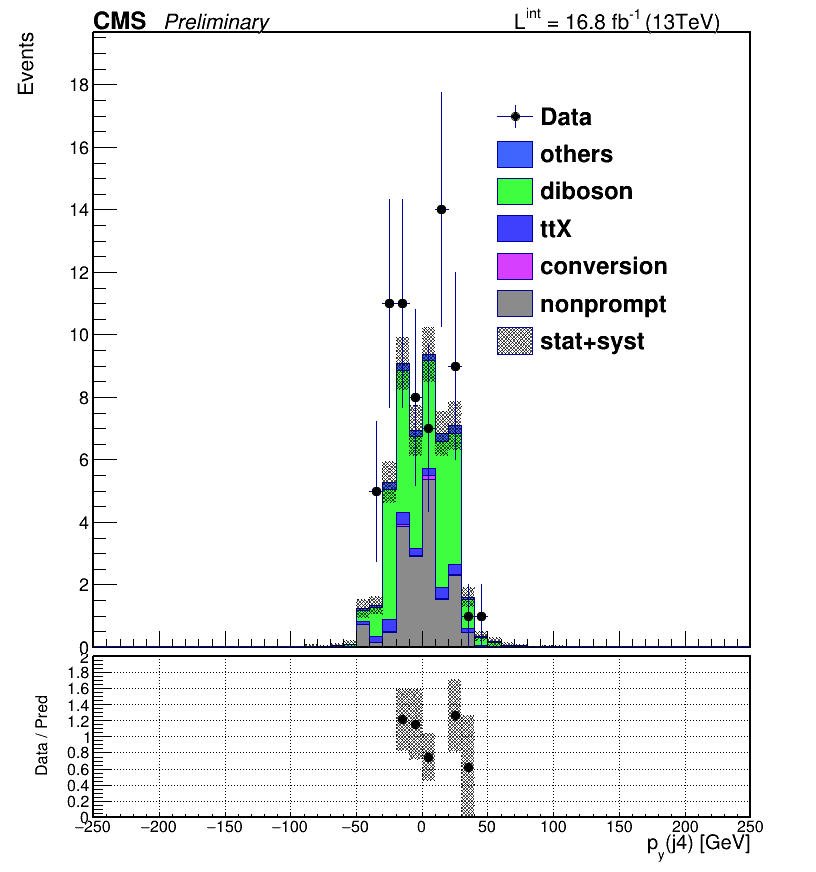 CMS Preliminary L^int = 16.8 fb^-1 (13TeV)
Events
18
16
14
12
10
8
6
4
2
0
Data
others
diboson
ttX
conversion
nonprompt
stat+syst
Data / Pred
2
1.8
1.6
1.4
1.2
1
0.8
0.6
0.4
0.2
0
−250 −200 −150 −100 −50 0 50 100 150 200 250
p_y(j4) [GeV]